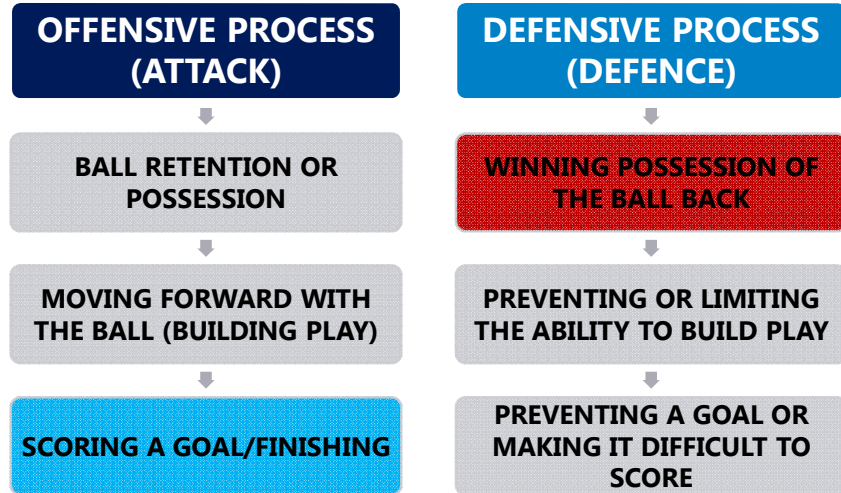 OFFENSIVE PROCESS
(ATTACK)
BALL RETENTION OR
POSSESSION
MOVING FORWARD WITH
THE BALL (BUILDING PLAY)
SCORING A GOAL/FINISHING
DEFENSIVE PROCESS
(DEFENCE)
WINNING POSSESSION OF
THE BALL BACK
PREVENTING OR LIMITING
THE ABILITY TO BUILD PLAY
PREVENTING A GOAL OR
MAKING IT DIFFICULT TO
SCORE